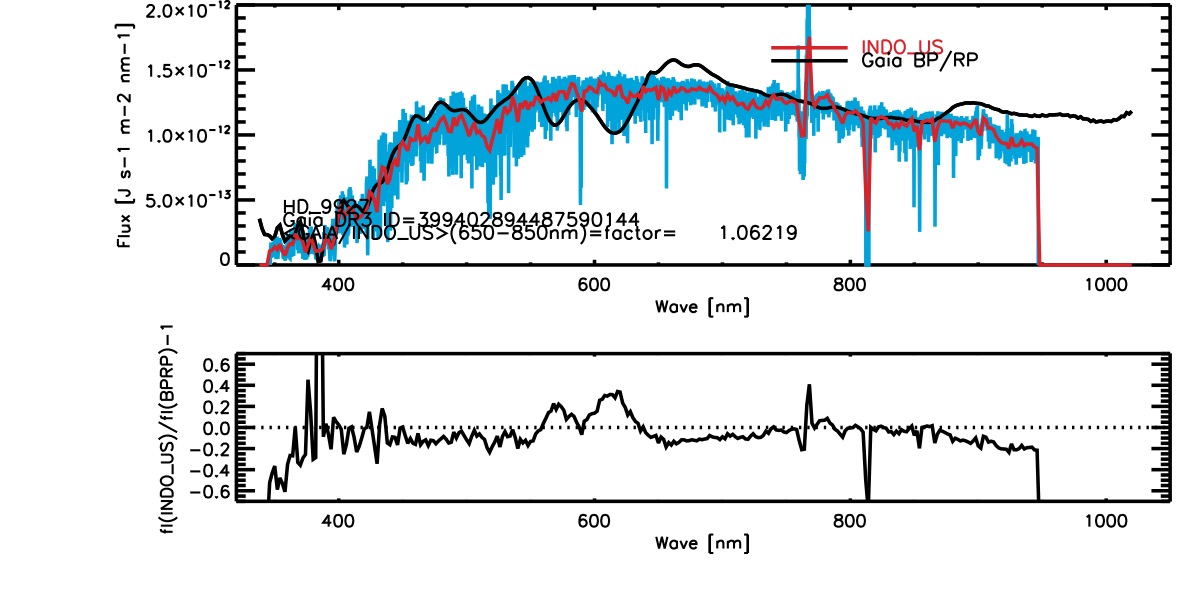 2.0×10−12
1.5×10−12
1.0×10−12
5.0×10−13
0
Flux [J s−1 m−2 nm−1]
INDO_US
Gaia BP/RP
HD_9927
Gaia DR3 ID=399402894487590144
<GAIA/INDO_US>(650−850nm)=factor= 1.06219
400 600 800 1000
Wave [nm]
fl(INDO_US)/fl(BPRP)−1
0.6
0.4
0.2
0.0
−0.2
−0.4
−0.6
400 600 800 1000
Wave [nm]